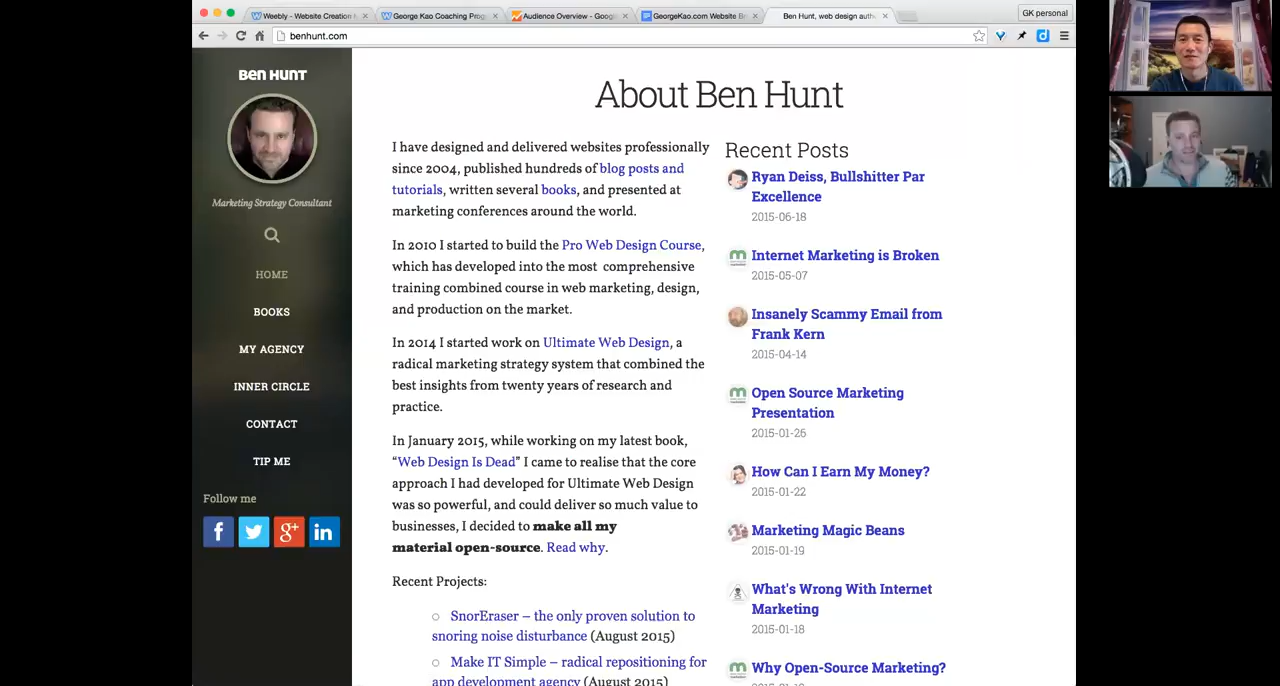 Weebly - Website Creation
George Kao Coaching Prog
Audience Overview - Goog
GeorgeKao.com Website B
Ben Hunt, web design auth
GK personal
benhunt.com
BEN HUNT
Marketing Strategy Consultant
HOME
BOOKS
MY AGENCY
INNER CIRCLE
CONTACT
TIP ME
Follow me
About Ben Hunt
I have designed and delivered websites professionally
since 2004, published hundreds of blog posts and
tutorials, written several books, and presented at
marketing conferences around the world.
In 2010 I started to build the Pro Web Design Course,
which has developed into the most comprehensive
training combined course in web marketing, design,
and production on the market.
In 2014 I started work on Ultimate Web Design, a
radical marketing strategy system that combined the
best insights from twenty years of research and
practice.
In January 2015, while working on my latest book,
“Web Design Is Dead” I came to realise that the core
approach I had developed for Ultimate Web Design
was so powerful, and could deliver so much value to
businesses, I decided to make all my
material open-source. Read why.
Recent Projects:
SnorEraser – the only proven solution to
snoring noise disturbance (August 2015)
Make IT Simple – radical repositioning for
app development agency (August 2015)
Recent Posts
Ryan Deiss, Bullshitter Par
Excellence
2015-06-18
Internet Marketing is Broken
2015-05-07
Insanely Scammy Email from
Frank Kern
2015-04-14
Open Source Marketing
Presentation
2015-01-26
How Can I Earn My Money?
2015-01-22
Marketing Magic Beans
2015-01-19
What's Wrong With Internet
Marketing
2015-01-18
Why Open-Source Marketing?